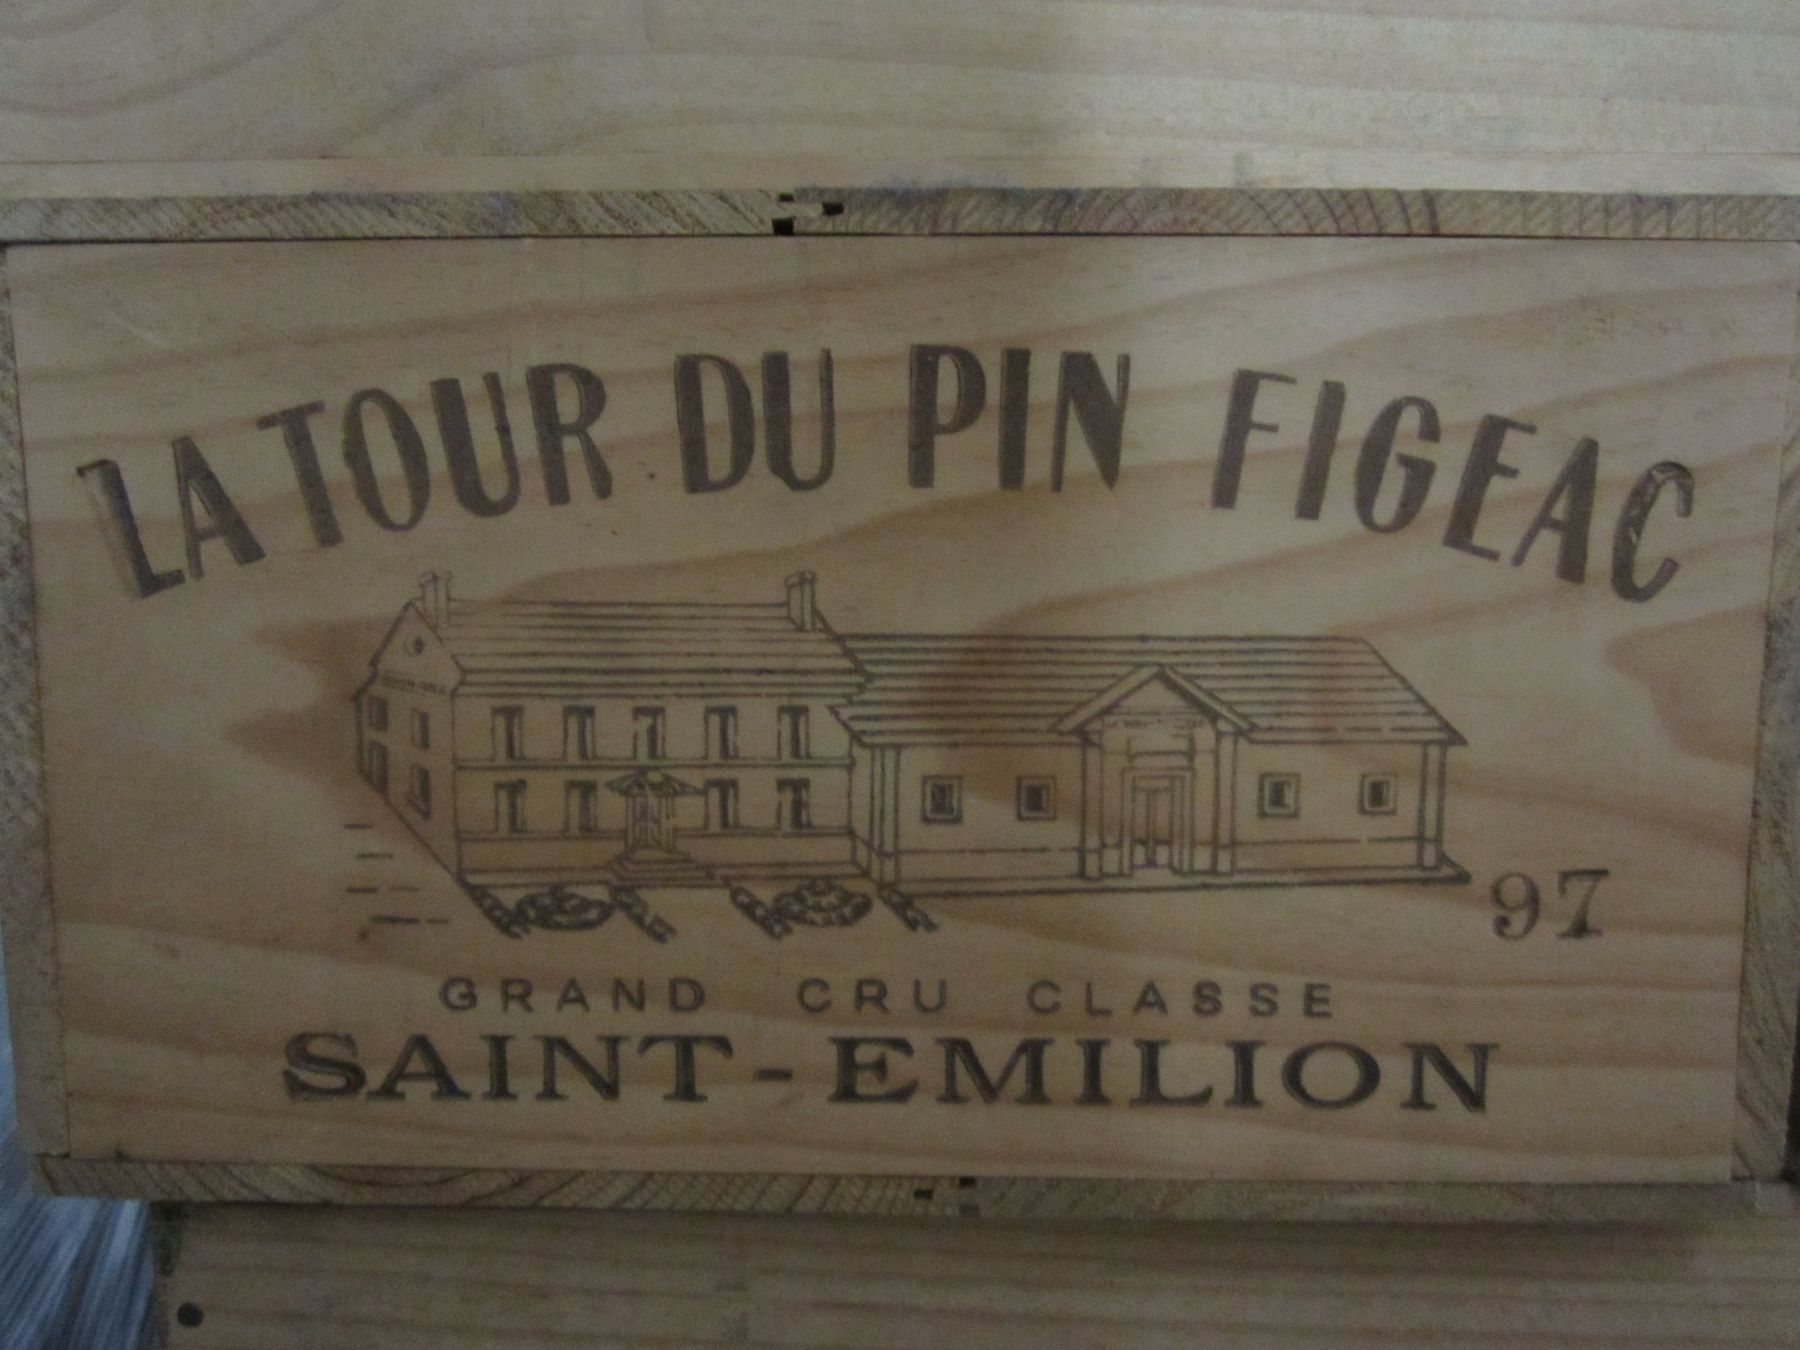 LA TOUR DU PIN FIGEAC
97
GRAND CRU CLASSE
SAINT-EMILION